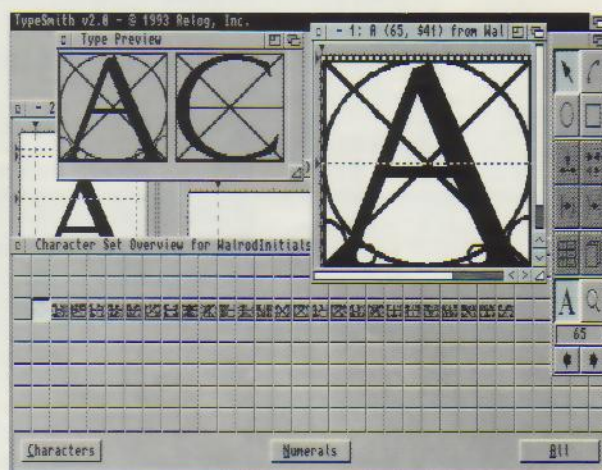 TypeSmith v2.0 - © 1993 Relog, Inc.
Type Preview
- 1: A (65, $41) from Wal
A C
- 2
A
A
Character Set Overview for WalrodInitials
A
65
Characters Numerals All